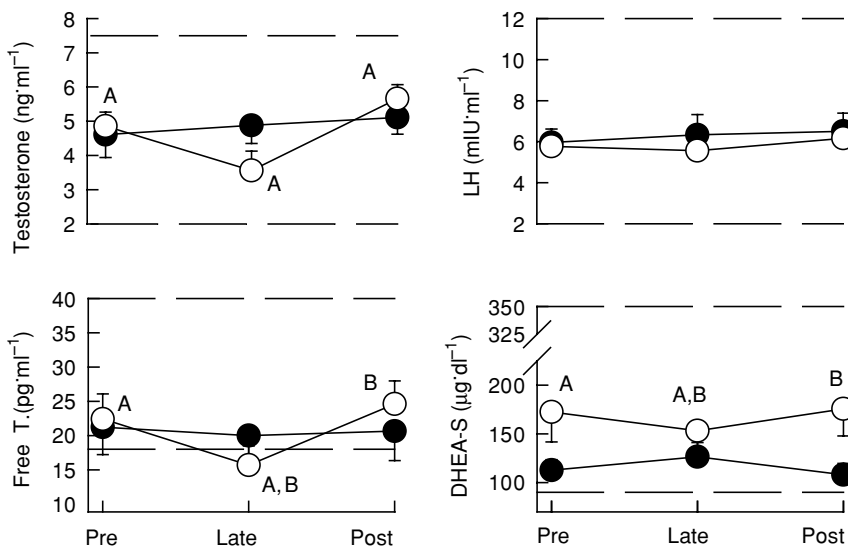 Testosterone (ng·ml⁻¹)
8
7
6
5
4
3
2
A
A
A
LH (mIU·ml⁻¹)
12
10
8
6
4
2
Free T.(pg·ml⁻¹)
40
35
30
25
20
15
10
A
A,B
B
Pre
Late
Post
DHEA-S (µg·dl⁻¹)
350
325
200
150
100
A
A,B
B
Pre
Late
Post